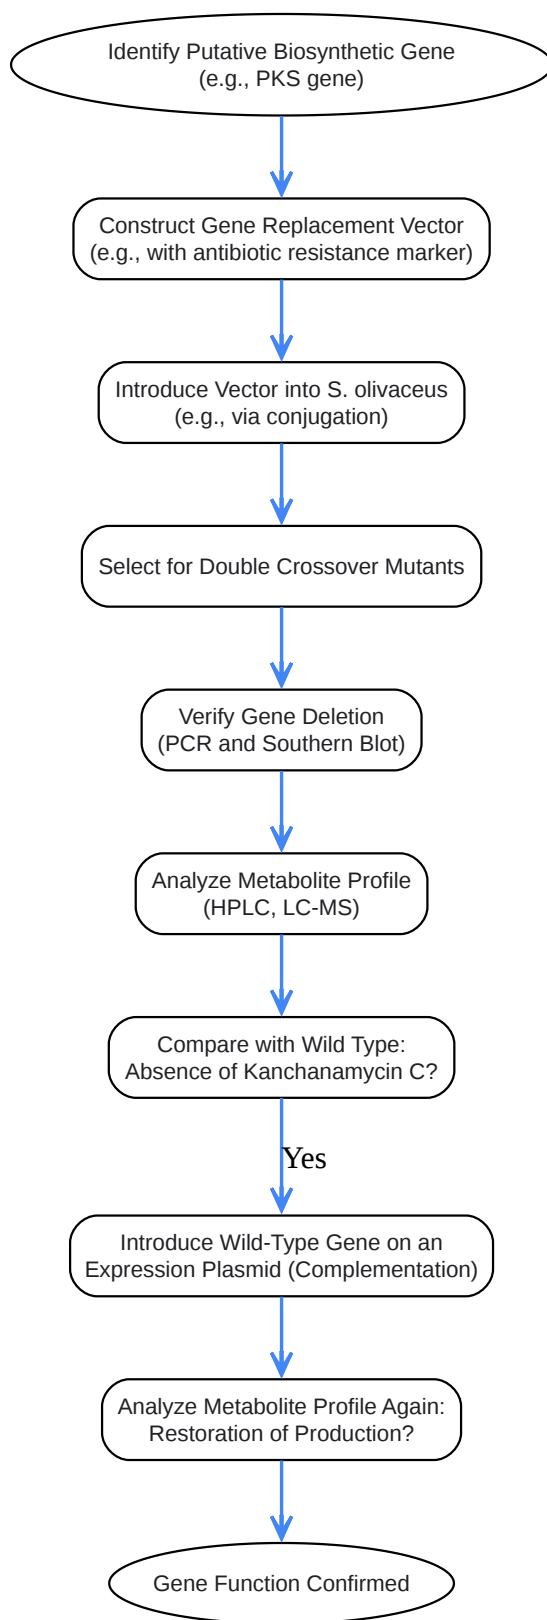 Identify Putative Biosynthetic Gene
(e.g., PKS gene)
Construct Gene Replacement Vector
(e.g., with antibiotic resistance marker)
Introduce Vector into S. olivaceus
(e.g., via conjugation)
Select for Double Crossover Mutants
Verify Gene Deletion
(PCR and Southern Blot)
Analyze Metabolite Profile
(HPLC, LC-MS)
Compare with Wild Type:
Absence of Kanchanamycin C?
Yes
Introduce Wild-Type Gene on an
Expression Plasmid (Complementation)
Analyze Metabolite Profile Again:
Restoration of Production?
Gene Function Confirmed